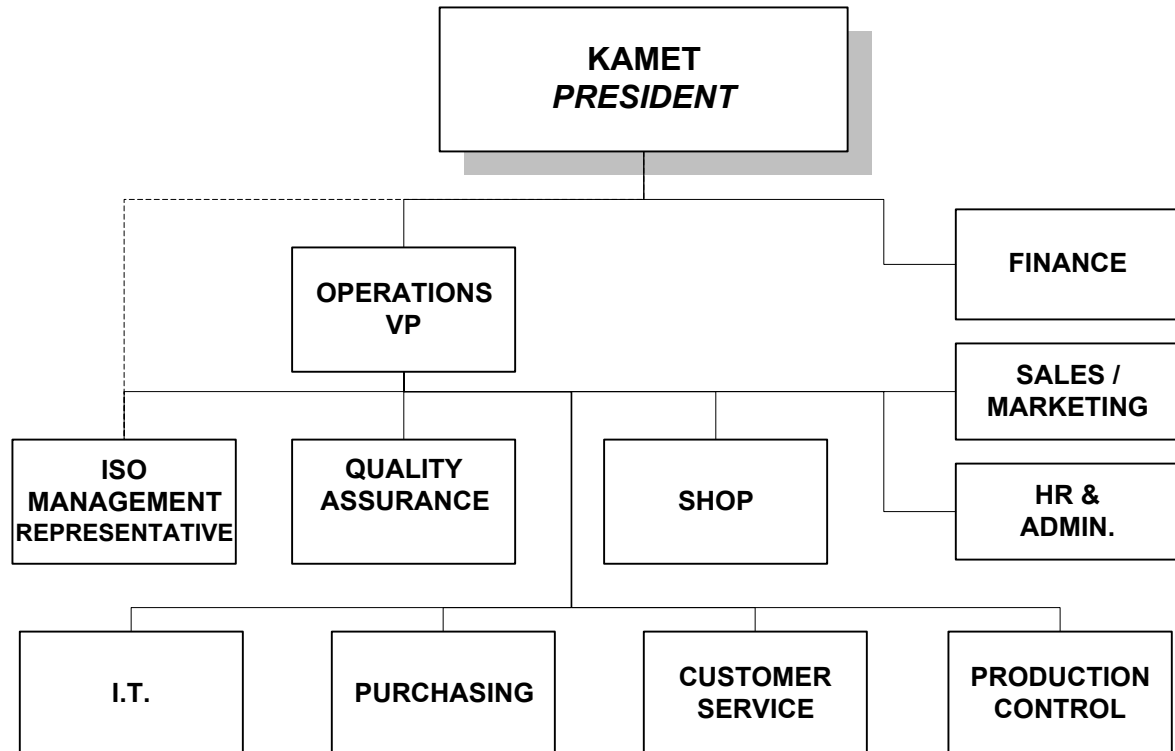 KAMET
PRESIDENT
FINANCE
OPERATIONS
VP
SALES /
MARKETING
ISO
MANAGEMENT
REPRESENTATIVE
QUALITY
ASSURANCE
SHOP
HR &
ADMIN.
I.T.
PURCHASING
CUSTOMER
SERVICE
PRODUCTION
CONTROL